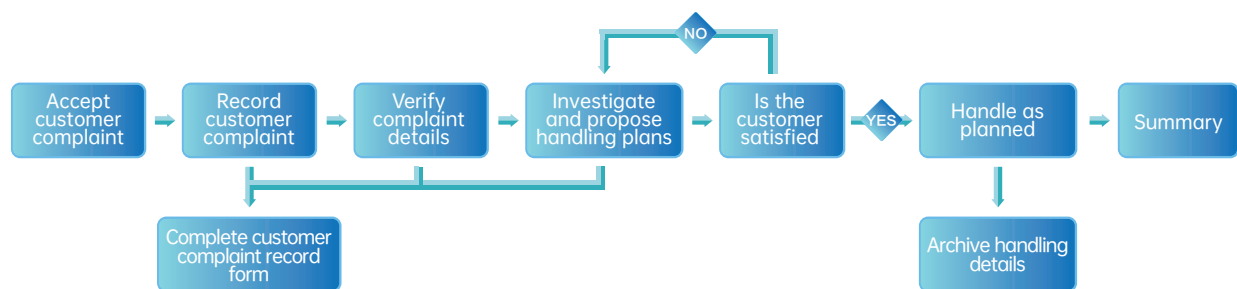 NO
Accept
customer
complaint
Record
customer
complaint
Verify
complaint
details
Investigate
and propose
handling plans
Is the
customer
satisfied
YES
Handle as
planned
Summary
Complete customer
complaint record
form
Archive handling
details